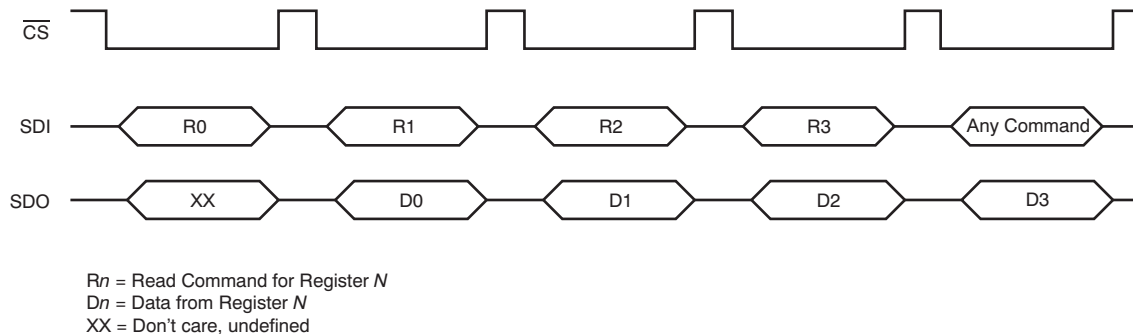 CS
SDI R0 R1 R2 R3 Any Command
SDO XX D0 D1 D2 D3
Rn = Read Command for Register N
Dn = Data from Register N
XX = Don't care, undefined